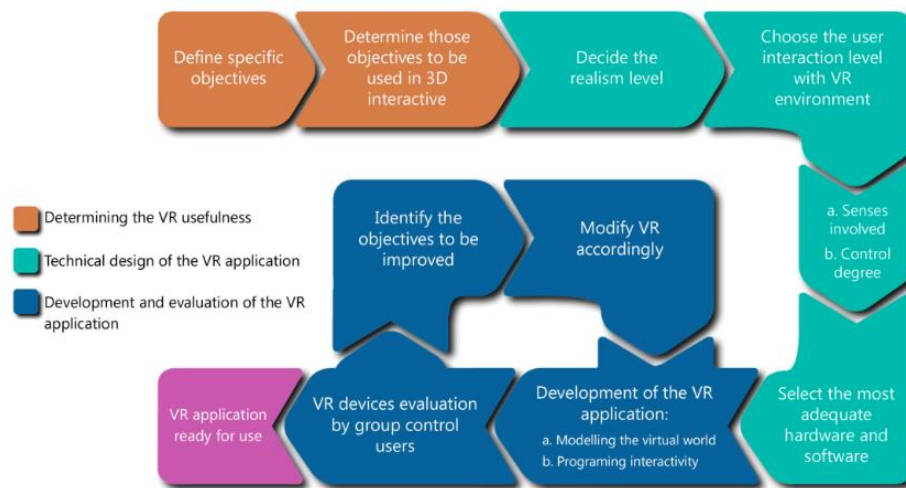 Define specific
objectives
Determine those
objectives to be
used in 3D
interactive
Decide the
realism level
Choose the user
interaction level
with VR
environment
a. Senses
involved
b. Control
degree
Select the most
adequate
hardware and
software
Development of the VR
application:
a. Modelling the virtual world
b. Programing interactivity
VR devices evaluation
by group control
users
Identify the
objectives to be
improved
Modify VR
accordingly
VR application
ready for use
Determining the VR usefulness
Technical design of the VR application
Development and evaluation of the VR
application